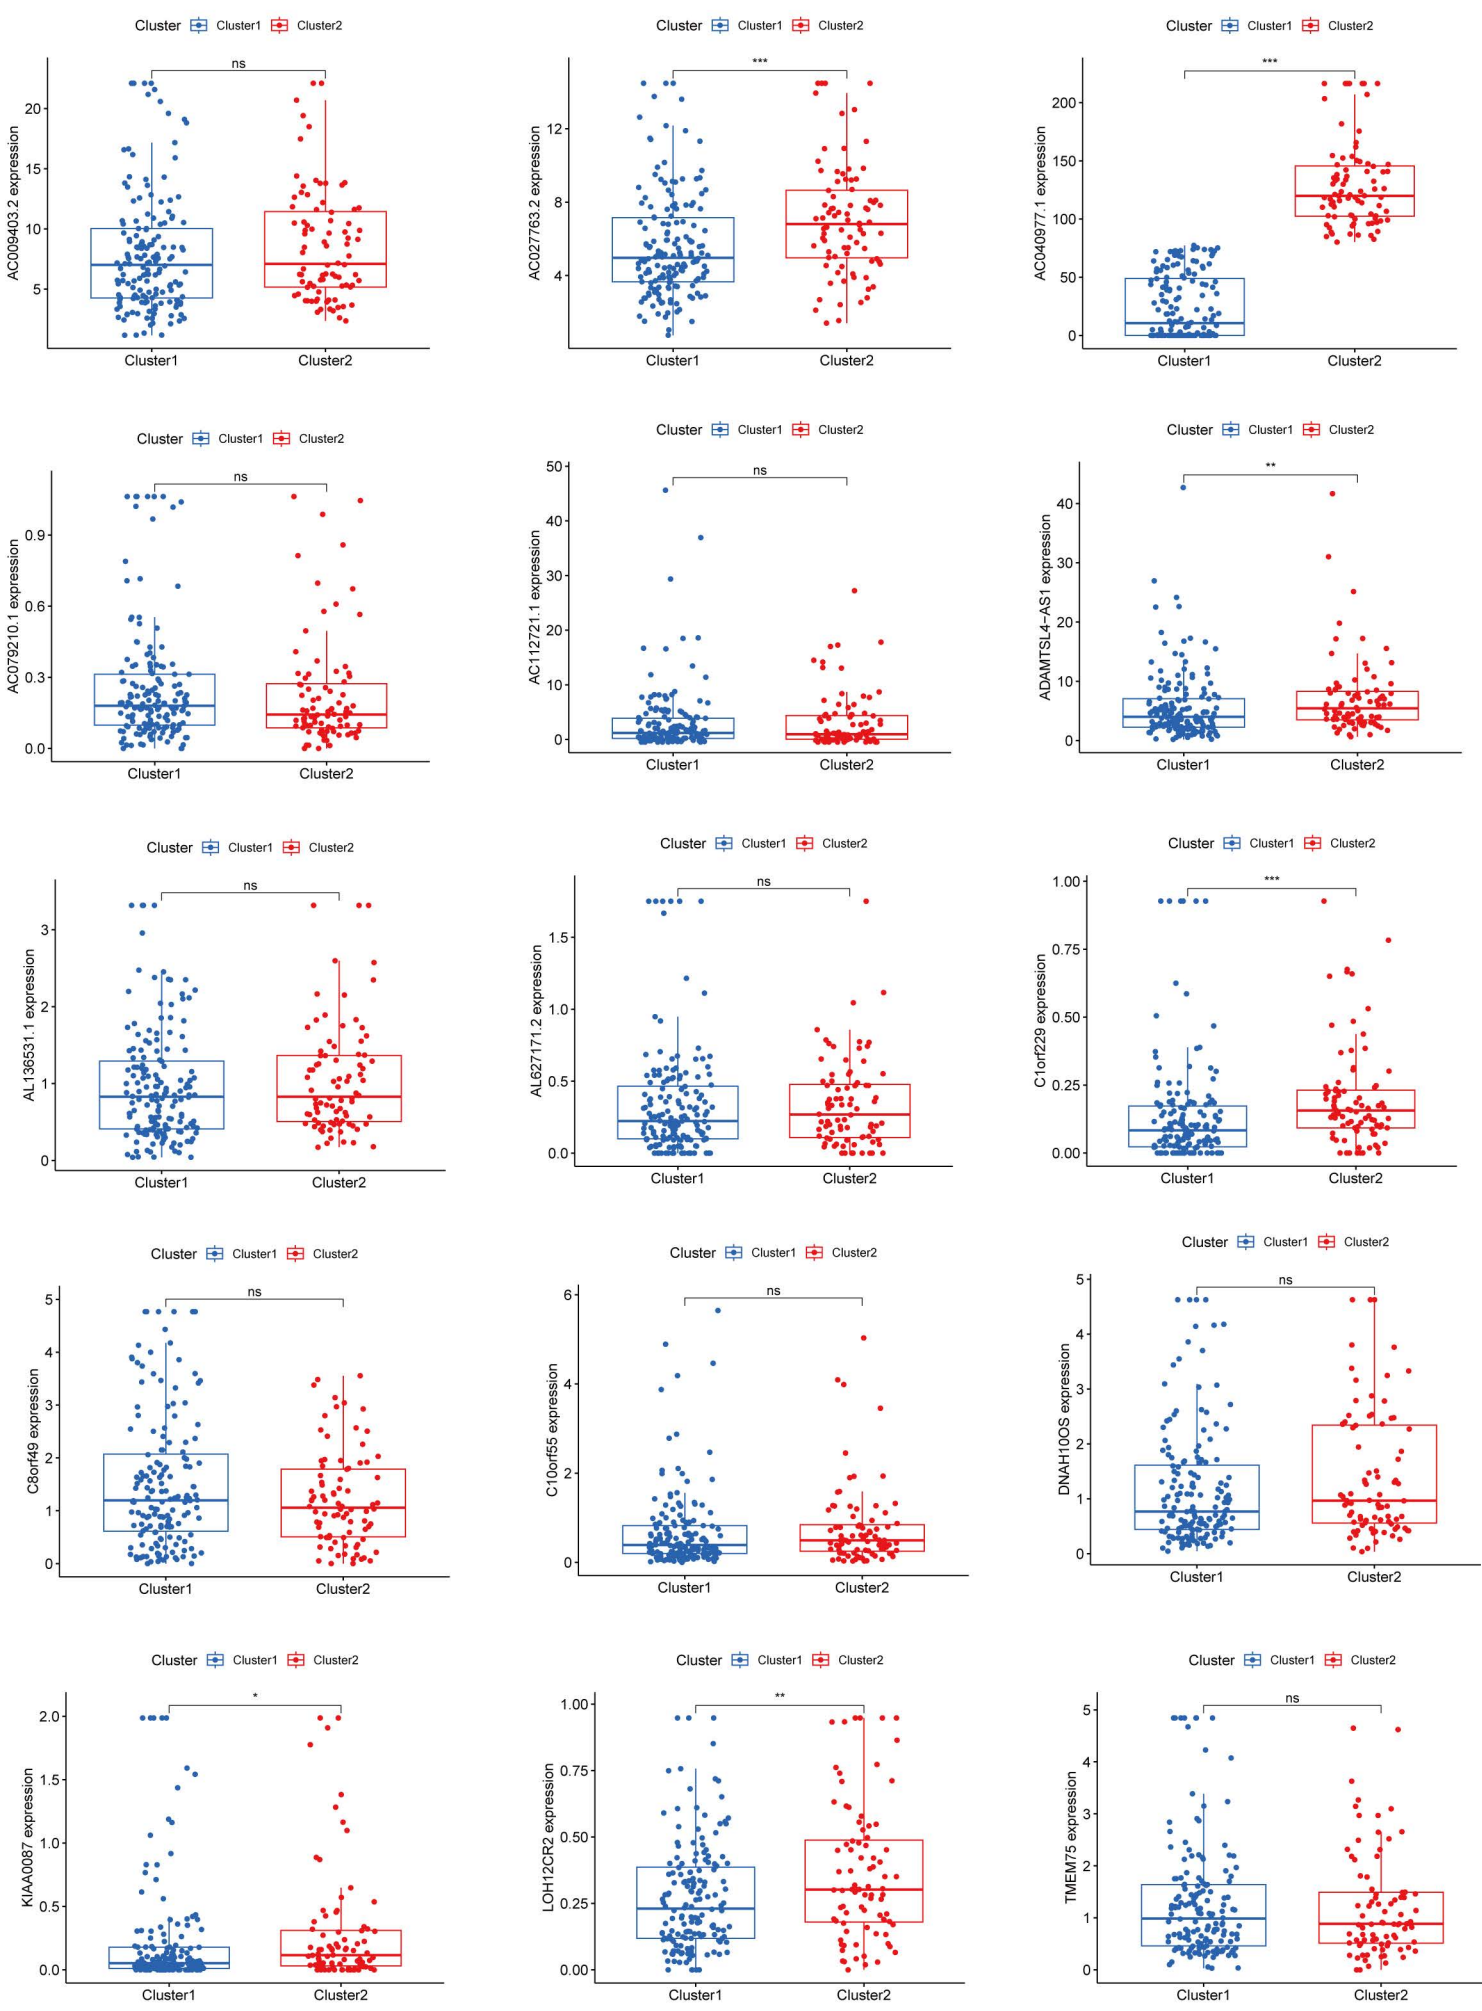 Cluster Cluster1 Cluster2
ns
AC009403.2 expression
20
15
10
5
Cluster1 Cluster2
Cluster Cluster1 Cluster2
***
AC027763.2 expression
12
8
4
Cluster1 Cluster2
Cluster Cluster1 Cluster2
***
AC040977.1 expression
200
150
100
50
0
Cluster1 Cluster2
Cluster Cluster1 Cluster2
ns
AC079210.1 expression
0.9
0.6
0.3
0.0
Cluster1 Cluster2
Cluster Cluster1 Cluster2
ns
AC112721.1 expression
50
40
30
20
10
0
Cluster1 Cluster2
Cluster Cluster1 Cluster2
**
ADAMTSL4−AS1 expression
40
30
20
10
0
Cluster1 Cluster2
Cluster Cluster1 Cluster2
ns
AL136531.1 expression
3
2
1
0
Cluster1 Cluster2
Cluster Cluster1 Cluster2
ns
AL627171.2 expression
1.5
1.0
0.5
0.0
Cluster1 Cluster2
Cluster Cluster1 Cluster2
***
C1orf229 expression
1.00
0.75
0.50
0.25
0.00
Cluster1 Cluster2
Cluster Cluster1 Cluster2
ns
C8orf49 expression
5
4
3
2
1
0
Cluster1 Cluster2
Cluster Cluster1 Cluster2
ns
C10orf55 expression
6
4
2
0
Cluster1 Cluster2
Cluster Cluster1 Cluster2
ns
DNAH10OS expression
5
4
3
2
1
0
Cluster1 Cluster2
Cluster Cluster1 Cluster2
*
KIAA0087 expression
2.0
1.5
1.0
0.5
0.0
Cluster1 Cluster2
Cluster Cluster1 Cluster2
**
LOH12CR2 expression
1.00
0.75
0.50
0.25
0.00
Cluster1 Cluster2
Cluster Cluster1 Cluster2
ns
TMEM75 expression
5
4
3
2
1
0
Cluster1 Cluster2